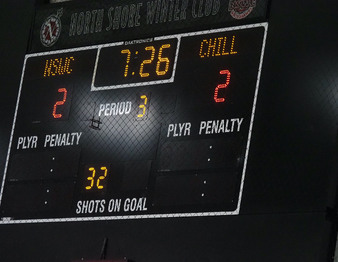 NORTH SHORE WINTER CLUB
DAKTRONICS
NSWC 7:26 CHILL
2 PERIOD 3 2
PLYR PENALTY PLYR PENALTY
32
SHOTS ON GOAL